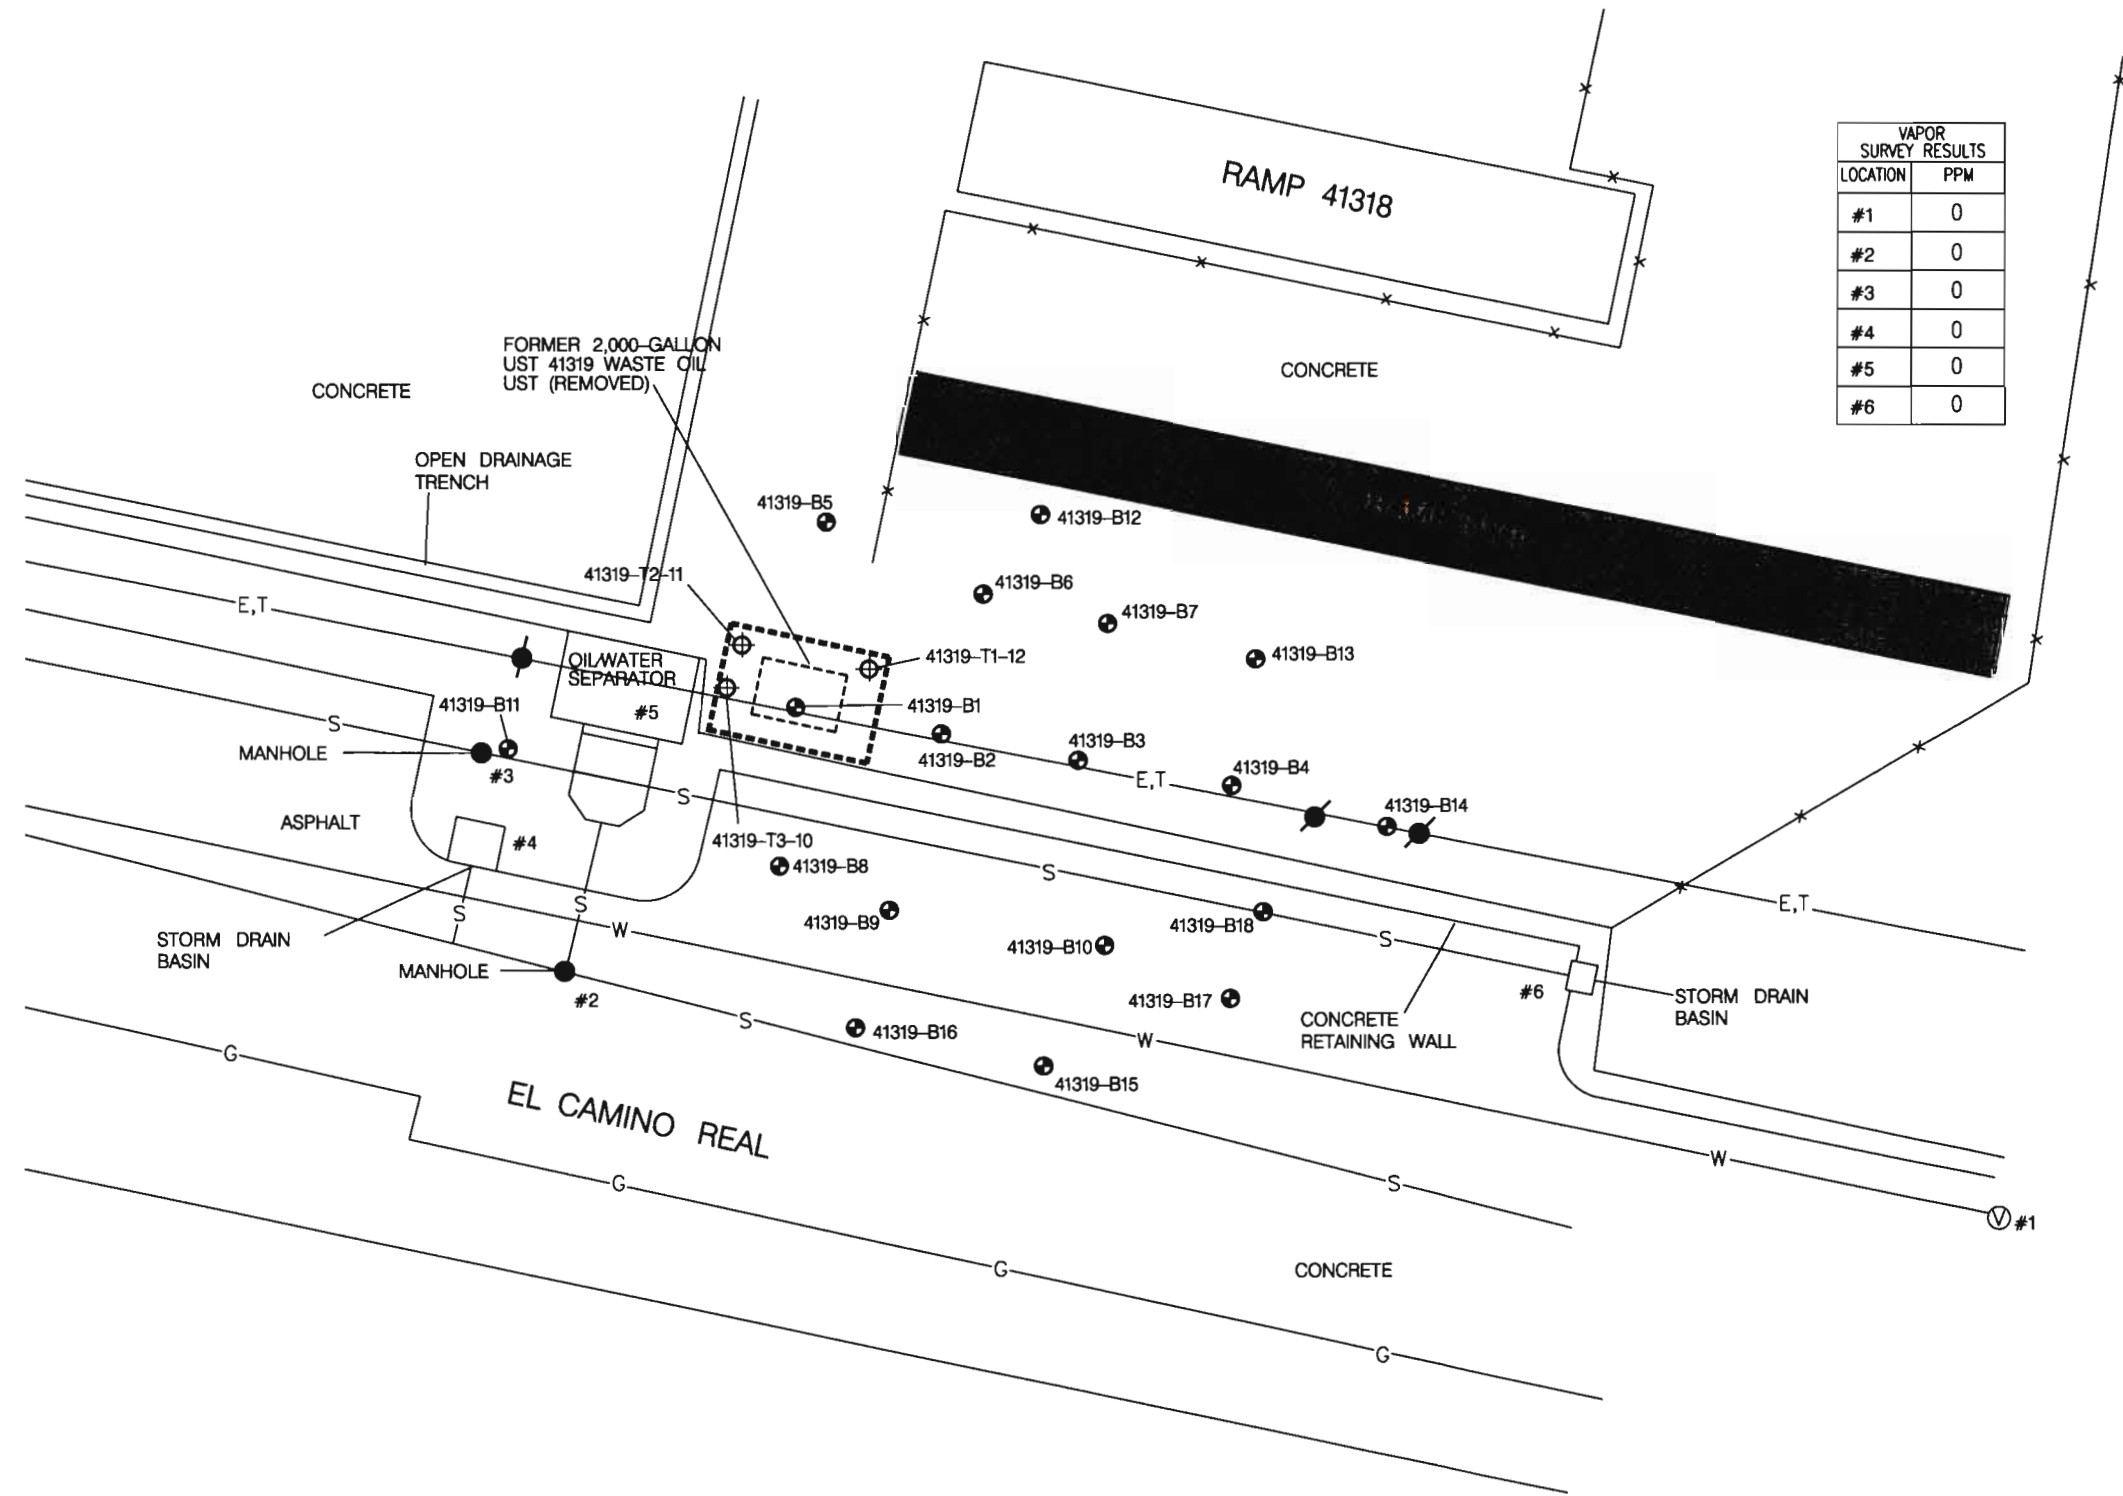 RAMP 41318
VAPOR
SURVEY RESULTS
LOCATION PPM
#1 0
#2 0
#3 0
#4 0
#5 0
#6 0
FORMER 2,000-GALLON
UST 41319 WASTE OIL
UST (REMOVED)
CONCRETE
CONCRETE
OPEN DRAINAGE
TRENCH
41319-B5
41319-B12
41319-T2-11
41319-B6
41319-B7
E,T
OIL/WATER
SEPARATOR
#5
41319-T1-12
41319-B13
41319-B11
41319-B1
S
MANHOLE
#3
41319-B2
41319-B3
E,T
41319-B4
41319-B14
S
ASPHALT
#4
41319-T3-10
41319-B8
S
E,T
S
S
W
41319-B9
41319-B18
S
STORM DRAIN
BASIN
MANHOLE
#2
41319-B10
41319-B17
#6
STORM DRAIN
BASIN
CONCRETE
RETAINING WALL
S
41319-B16
W
G
41319-B15
EL CAMINO REAL
W
G
S
V #1
G
CONCRETE
G